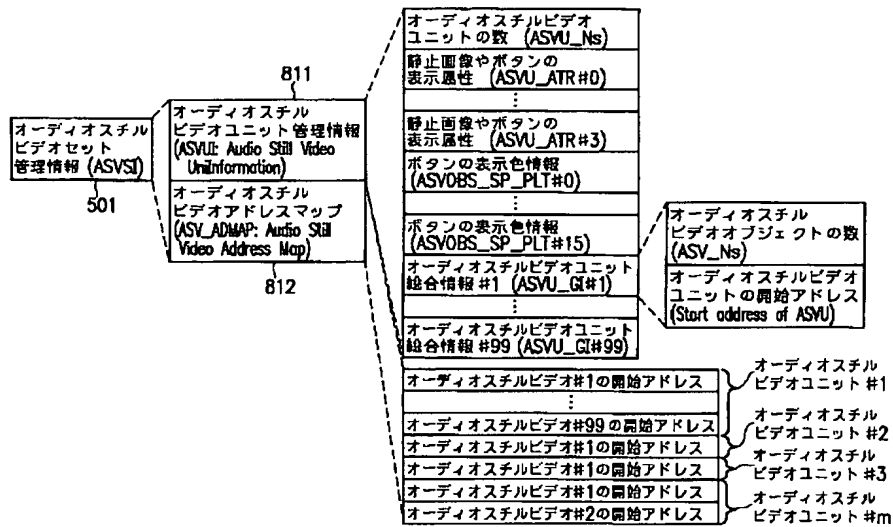 オーディオスチル
ビデオセット
管理情報 (ASVSI)
501
811
オーディオスチル
ビデオユニット管理情報
(ASVUI: Audio Still Video
UniInformation)
オーディオスチル
ビデオアドレスマップ
(ASV_ADMAP: Audio Still
Video Address Map)
812
オーディオスチルビデオ
ユニットの数 (ASVU_Ns)
静止画像やボタンの
表示属性 (ASVU_ATR#0)
⋮
静止画像やボタンの
表示属性 (ASVU_ATR#3)
ボタンの表示色情報
(ASVOBS_SP_PLT#0)
⋮
ボタンの表示色情報
(ASVOBS_SP_PLT#15)
オーディオスチルビデオユニット
総合情報 #1 (ASVU_GI#1)
⋮
オーディオスチルビデオユニット
総合情報 #99 (ASVU_GI#99)
オーディオスチル
ビデオオブジェクトの数
(ASV_Ns)
オーディオスチルビデオ
ユニットの開始アドレス
(Start address of ASVU)
オーディオスチルビデオ#1の開始アドレス
⋮
オーディオスチルビデオ#99の開始アドレス
オーディオスチルビデオ#1の開始アドレス
オーディオスチルビデオ#1の開始アドレス
オーディオスチルビデオ#1の開始アドレス
オーディオスチルビデオ#2の開始アドレス
オーディオスチル
ビデオユニット#1
オーディオスチル
ビデオユニット#2
オーディオスチル
ビデオユニット#3
オーディオスチル
ビデオユニット#m